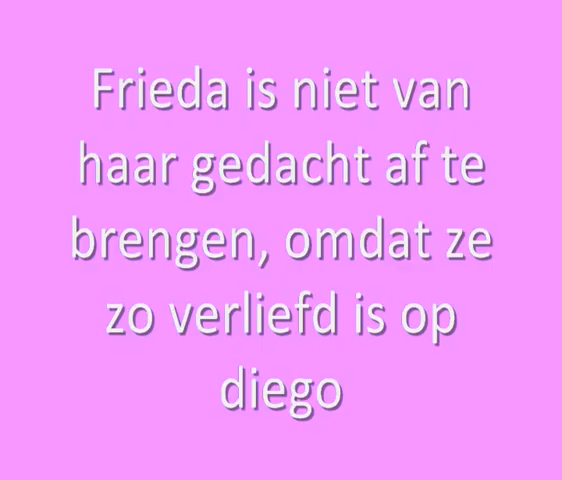 Frieda is niet van
haar gedacht af te
brengen, omdat ze
zo verliefd is op
diego